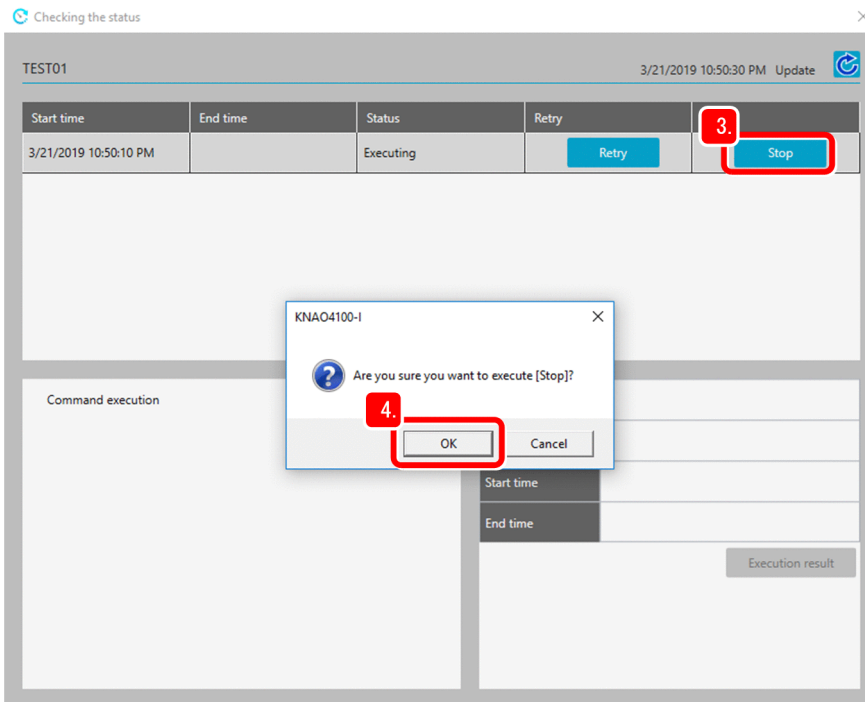 Checking the status
TEST01
3/21/2019 10:50:30 PM Update
Start time End time Status Retry
3.
3/21/2019 10:50:10 PM Executing Retry Stop
KNAO4100-I
Are you sure you want to execute [Stop]?
4.
OK Cancel
Command execution
Start time
End time
Execution result